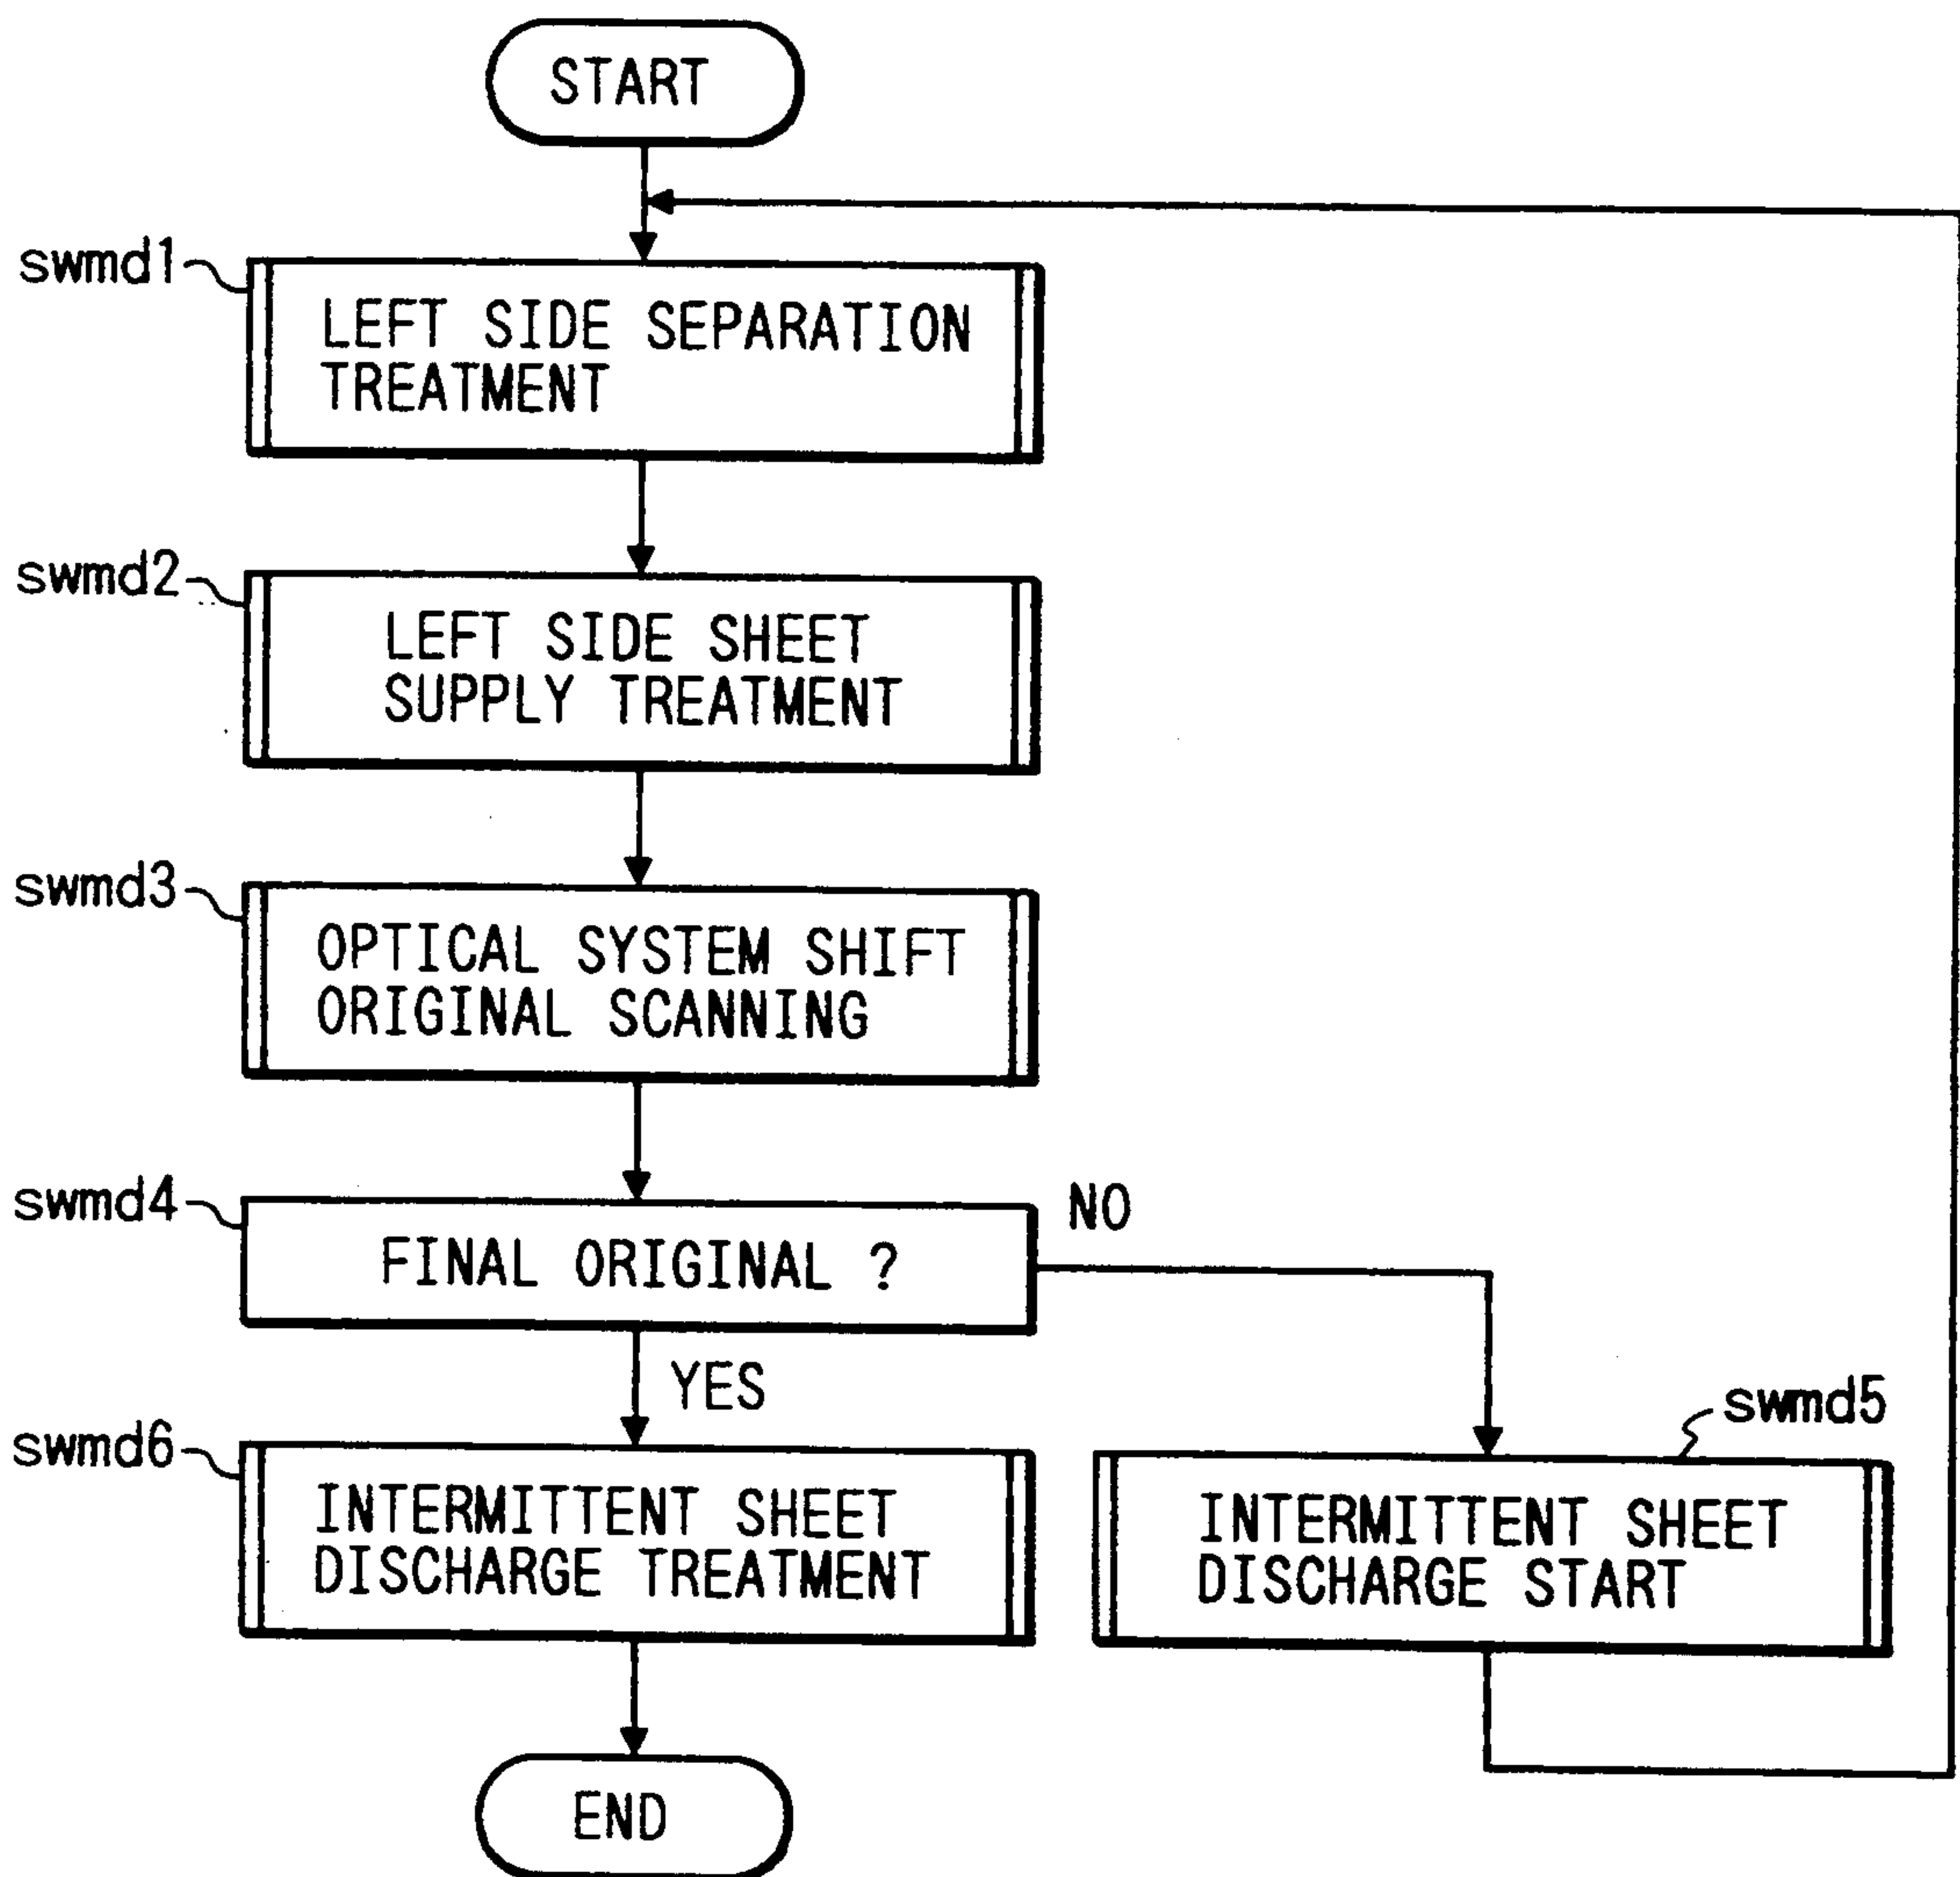 START
swmd1
LEFT SIDE SEPARATION
TREATMENT
swmd2
LEFT SIDE SHEET
SUPPLY TREATMENT
swmd3
OPTICAL SYSTEM SHIFT
ORIGINAL SCANNING
swmd4
FINAL ORIGINAL ?
NO
YES
swmd6
INTERMITTENT SHEET
DISCHARGE TREATMENT
swmd5
INTERMITTENT SHEET
DISCHARGE START
END